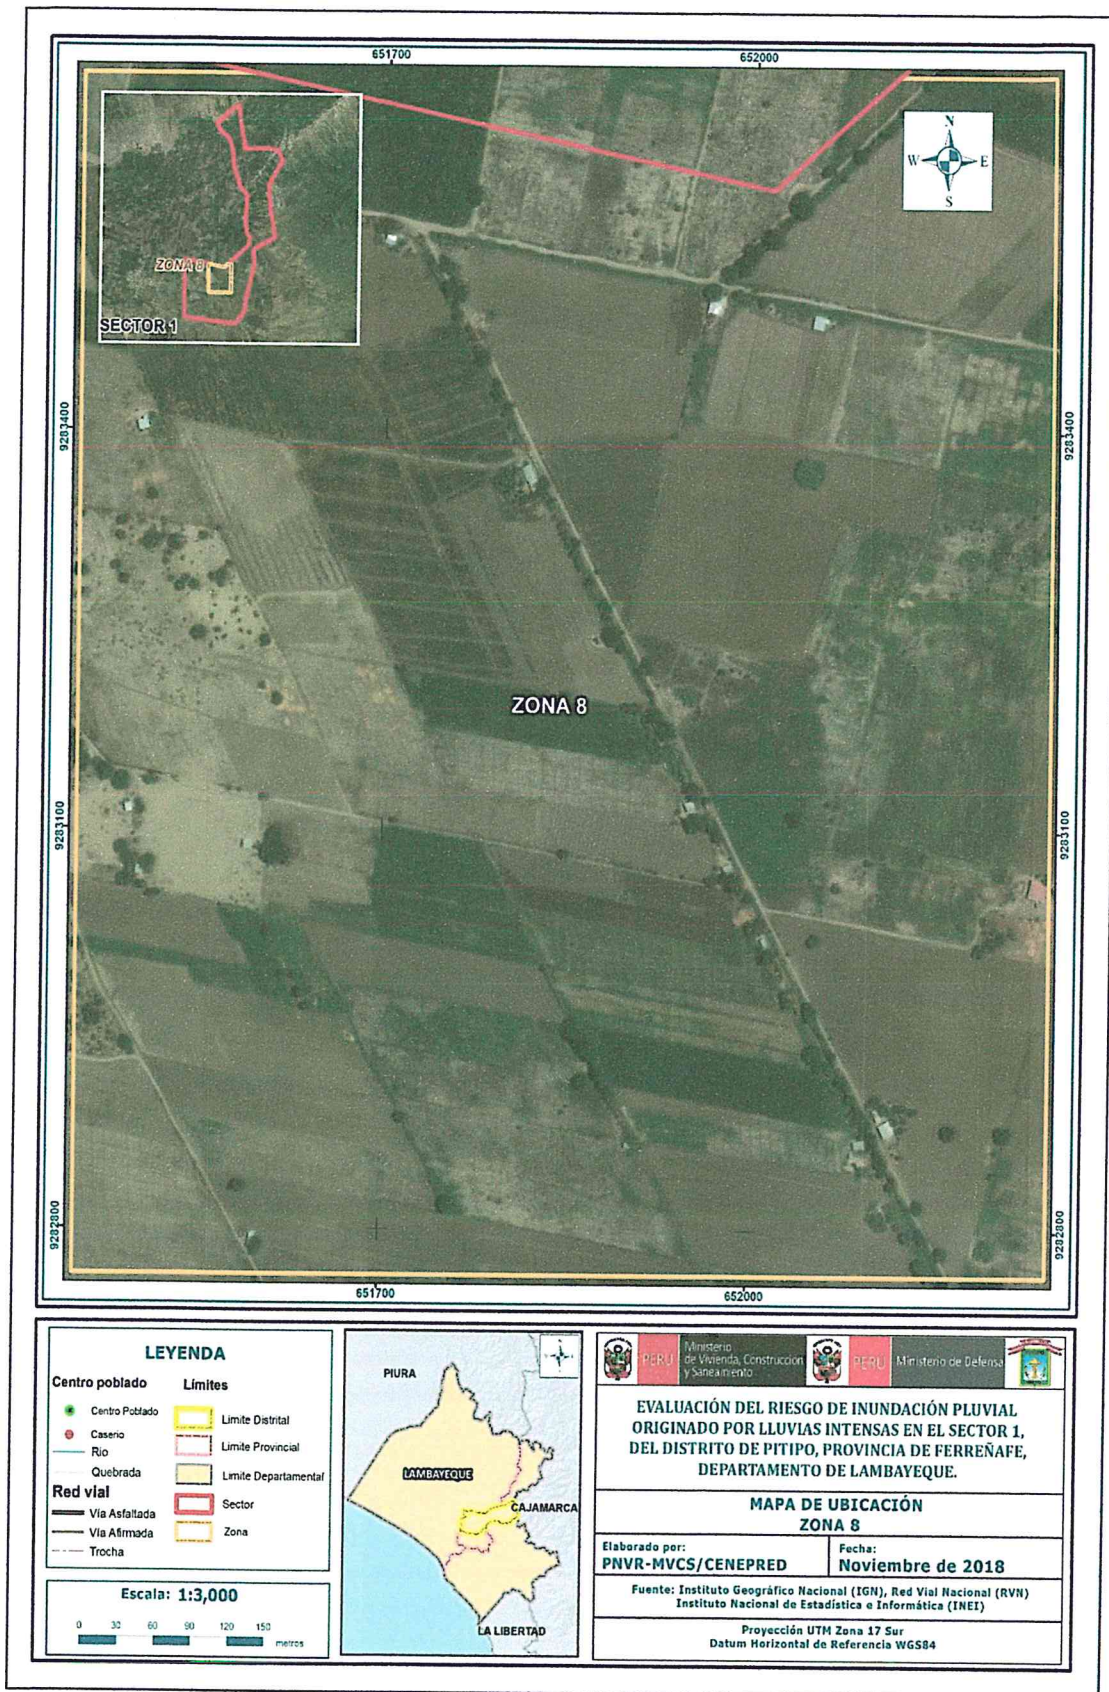 651700
652000
N
W
E
S
ZONA 8
SECTOR 1
9283400
9283400
ZONA 8
9283100
9283100
9282800
9282800
651700
652000
LEYENDA
Centro poblado
Centro Poblado
Caserio
Rio
Quebrada
Red vial
Vía Asfaltada
Vía Afirmada
Trocha
Límites
Limite Distrital
Limite Provincial
Limite Departamental
Sector
Zona
Escala: 1:3,000
0 30 60 90 120 150
metros
PIURA
LAMBAYEQUE
CAJAMARCA
LA LIBERTAD
PERÚ
Ministerio
de Vivienda, Construcción
y Saneamiento
PERÚ
Ministerio de Defensa
EVALUACIÓN DEL RIESGO DE INUNDACIÓN PLUVIAL
ORIGINADO POR LLUVIAS INTENSAS EN EL SECTOR 1,
DEL DISTRITO DE PITIPO, PROVINCIA DE FERREÑAFE,
DEPARTAMENTO DE LAMBAYEQUE.
MAPA DE UBICACIÓN
ZONA 8
Elaborado por:
PNVR-MVCS/CENEPRED
Fecha:
Noviembre de 2018
Fuente: Instituto Geográfico Nacional (IGN), Red Vial Nacional (RVN)
Instituto Nacional de Estadística e Informática (INEI)
Proyección UTM Zona 17 Sur
Datum Horizontal de Referencia WGS84